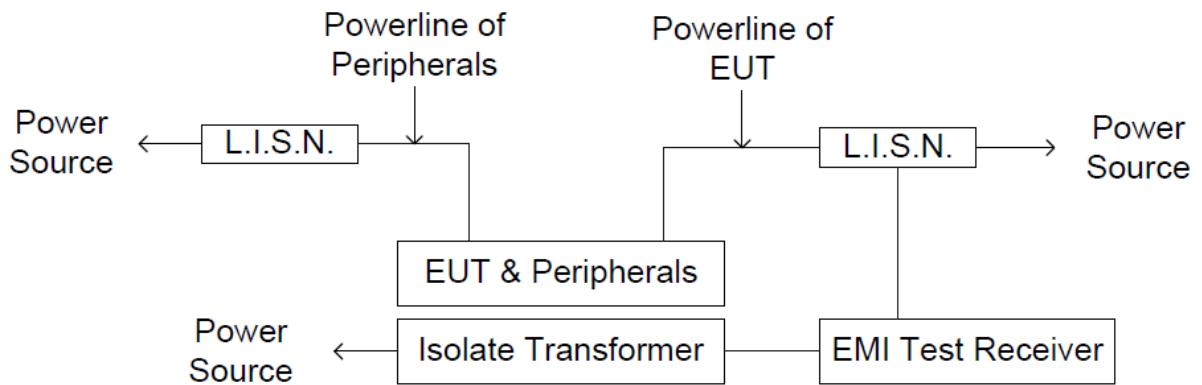 Powerline of
Peripherals
Powerline of
EUT
Power
Source
L.I.S.N.
L.I.S.N.
Power
Source
EUT & Peripherals
Power
Source
Isolate Transformer
EMI Test Receiver